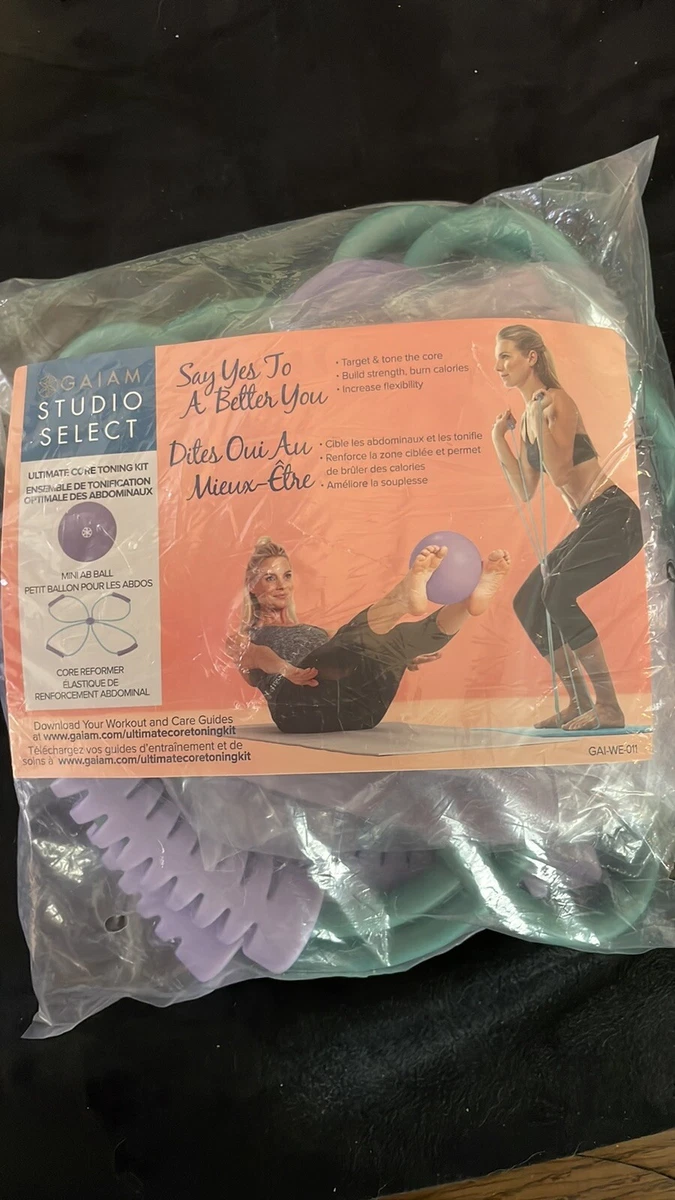 GAIAM
STUDIO
SELECT
ULTIMATE CORE TONING KIT
ENSEMBLE DE TONIFICATION
OPTIMALE DES ABDOMINAUX
MINI AB BALL
PETIT BALLON POUR LES ABDOS
CORE REFORMER
ÉLASTIQUE DE
RENFORCEMENT ABDOMINAL
Say Yes To
A Better You
• Target & tone the core
• Build strength, burn calories
• Increase flexibility
Dites Oui Au
Mieux-Être
• Cible les abdominaux et les tonifie
• Renforce la zone ciblée et permet
de brûler des calories
• Améliore la souplesse
Download Your Workout and Care Guides
at www.gaiam.com/ultimatecoretoningkit
Téléchargez vos guides d'entraînement et de
soins à www.gaiam.com/ultimatecoretoningkit
GAI-WE-011